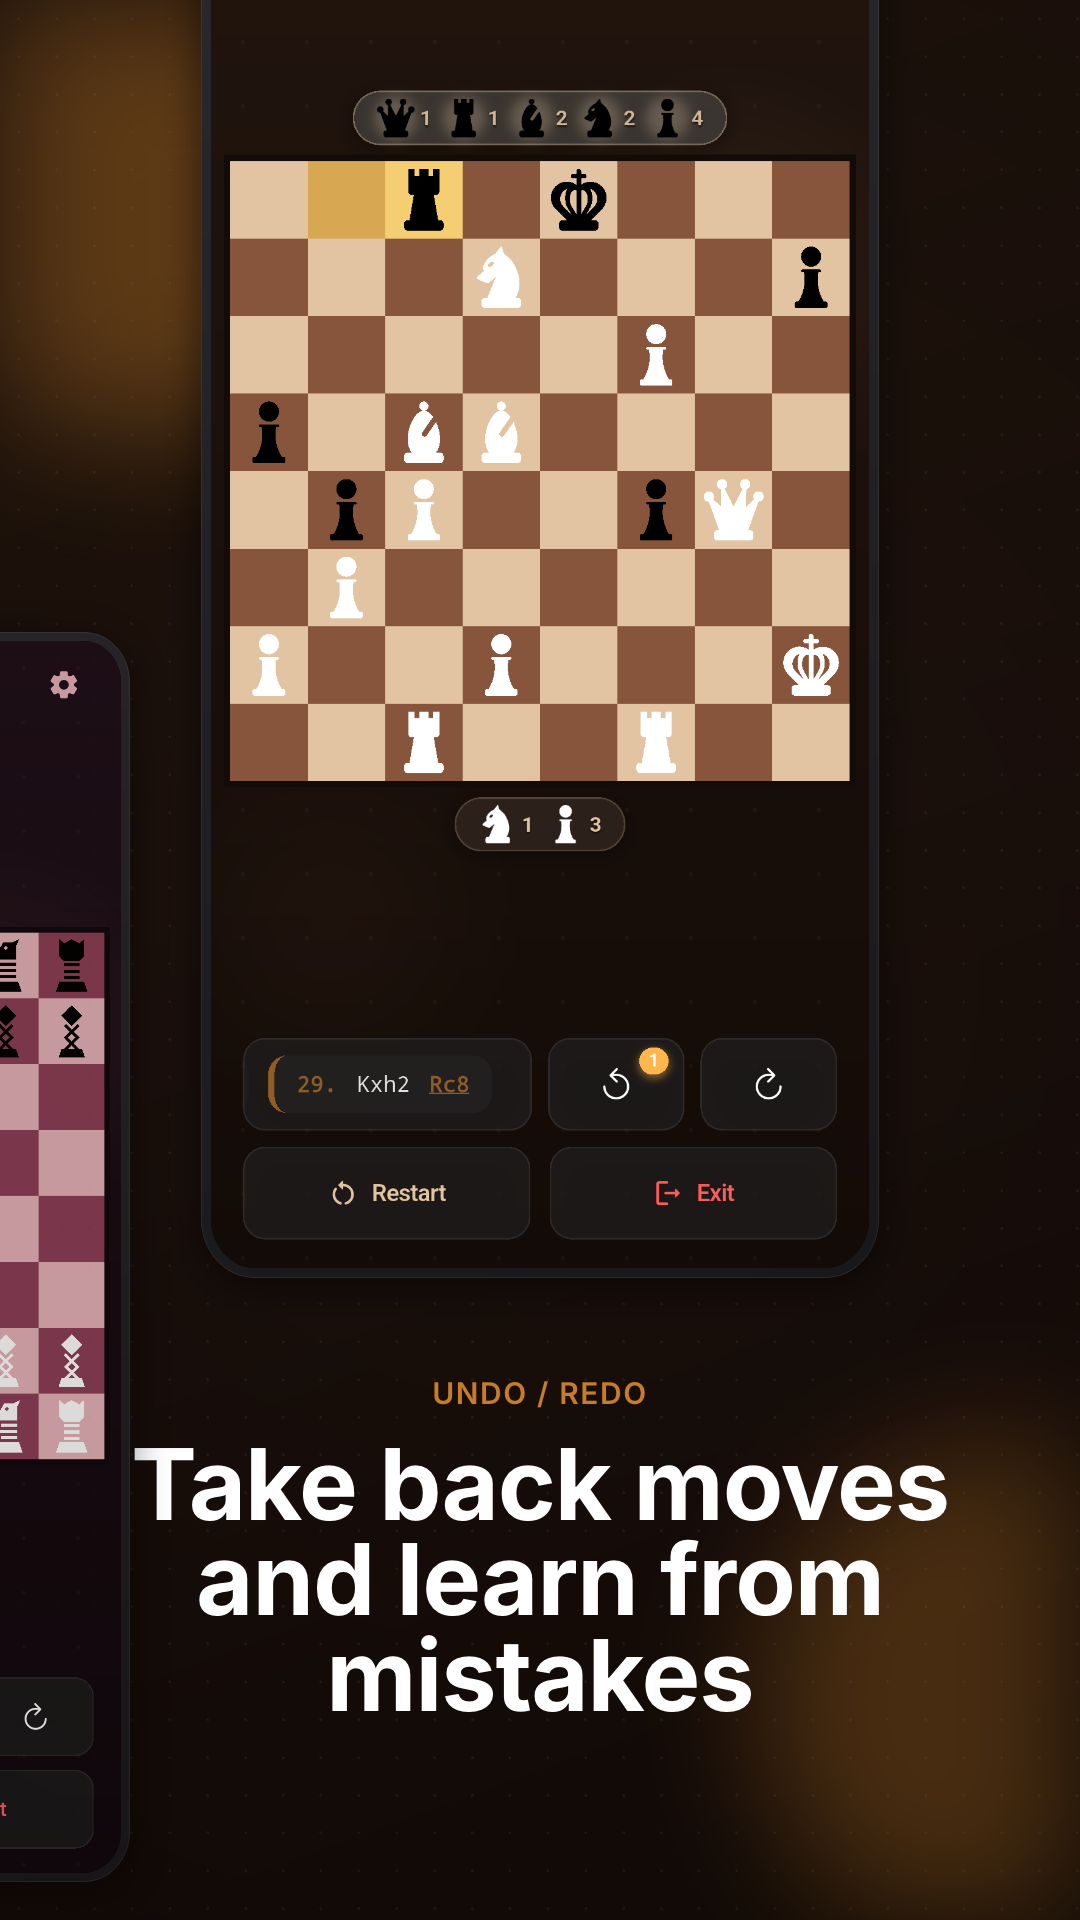 1 1 2 2 4
1 3
29. Kxh2 Rc8
1
Restart
Exit
t
UNDO / REDO
Take back moves
and learn from
mistakes